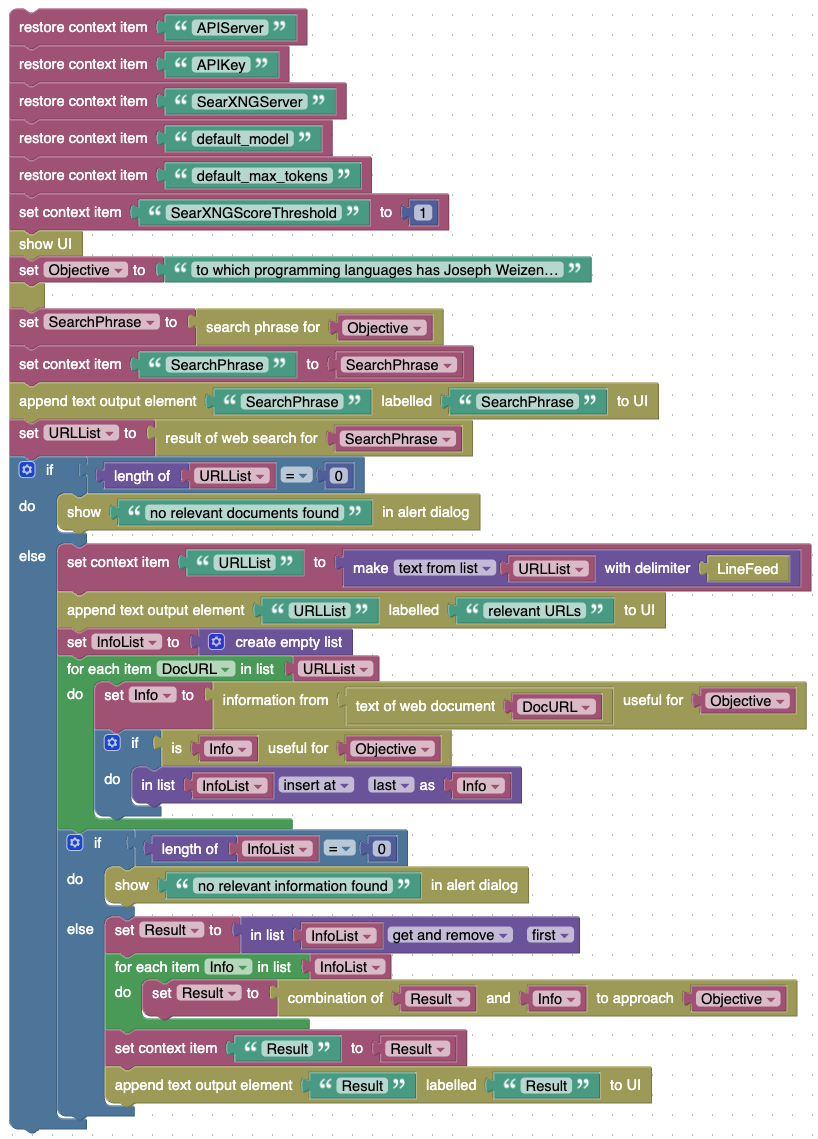 restore context item “ APIServer ”
restore context item “ APIKey ”
restore context item “ SearXNGServer ”
restore context item “ default_model ”
restore context item “ default_max_tokens ”
set context item “ SearXNGScoreThreshold ” to 1
show UI
set Objective to “ to which programming languages has Joseph Weizen... ”
set SearchPhrase to search phrase for Objective
set context item “ SearchPhrase ” to SearchPhrase
append text output element “ SearchPhrase ” labelled “ SearchPhrase ” to UI
set URLList to result of web search for SearchPhrase
if length of URLList = 0
do show “ no relevant documents found ” in alert dialog
else set context item “ URLList ” to make text from list URLList with delimiter LineFeed
append text output element “ URLList ” labelled “ relevant URLs ” to UI
set InfoList to create empty list
for each item DocURL in list URLList
do set Info to information from text of web document DocURL useful for Objective
if is Info useful for Objective
do in list InfoList insert at last as Info
if length of InfoList = 0
do show “ no relevant information found ” in alert dialog
else set Result to in list InfoList get and remove first
for each item Info in list InfoList
do set Result to combination of Result and Info to approach Objective
set context item “ Result ” to Result
append text output element “ Result ” labelled “ Result ” to UI